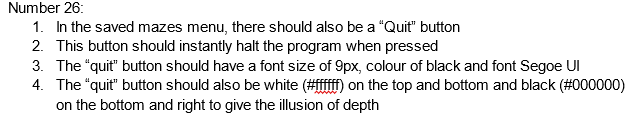 Number 26:
1. In the saved mazes menu, there should also be a “Quit” button
2. This button should instantly halt the program when pressed
3. The “quit” button should have a font size of 9px, colour of black and font Segoe UI
4. The “quit” button should also be white (#ffffff) on the top and bottom and black (#000000)
on the bottom and right to give the illusion of depth